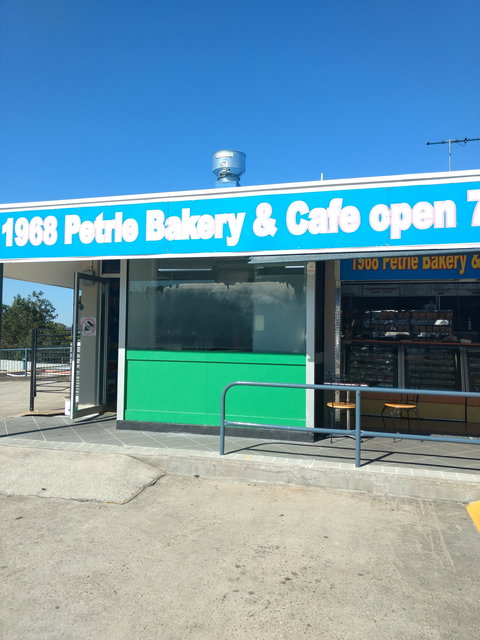 1968 Petrie Bakery & Cafe open 7
1968 Petrie Bakery &